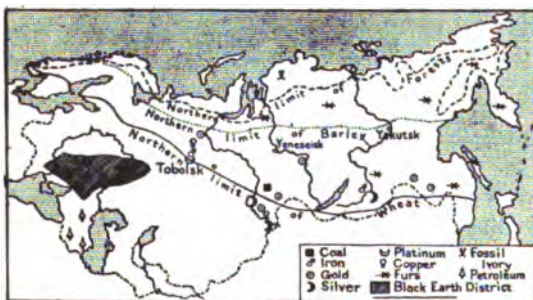 Northern limit of Forests
Northern limit of Barley
Yakutsk
Yeneseisk
Tobolsk
Northern limit of Wheat
Coal
Iron
Gold
Silver
Platinum
Copper
Furs
Black Earth District
Fossil
Ivory
Petroleum